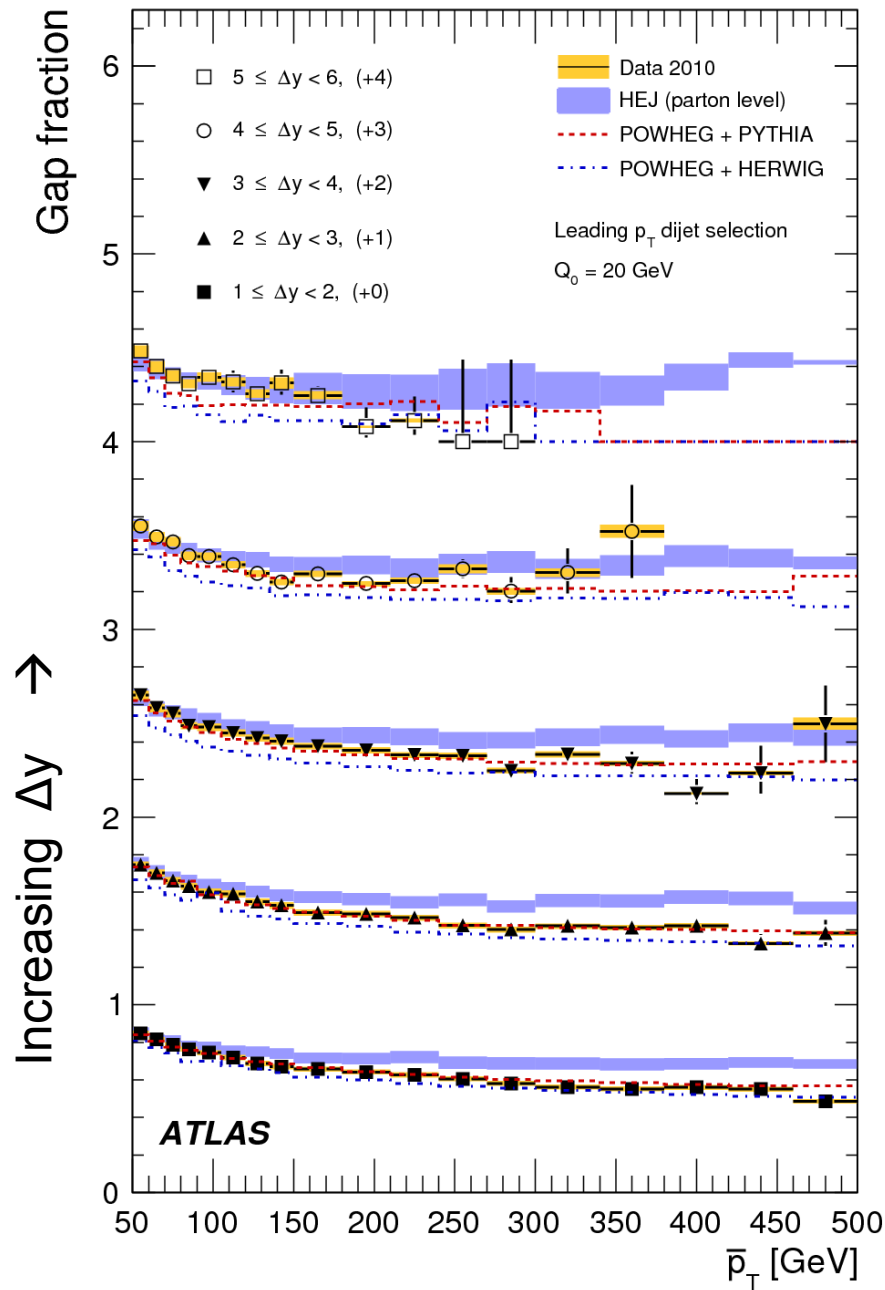 Gap fraction
Increasing Δy →
6
5
4
3
2
1
0
5 ≤ Δy < 6, (+4)
4 ≤ Δy < 5, (+3)
3 ≤ Δy < 4, (+2)
2 ≤ Δy < 3, (+1)
1 ≤ Δy < 2, (+0)
Data 2010
HEJ (parton level)
POWHEG + PYTHIA
POWHEG + HERWIG
Leading p_T dijet selection
Q_0 = 20 GeV
ATLAS
50 100 150 200 250 300 350 400 450 500
p̅_T [GeV]